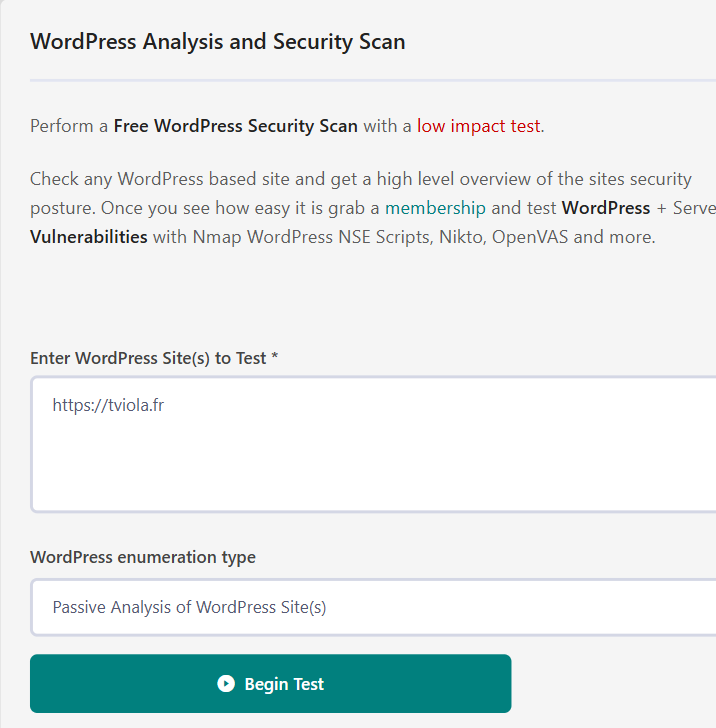 WordPress Analysis and Security Scan
Perform a Free WordPress Security Scan with a low impact test.
Check any WordPress based site and get a high level overview of the sites security
posture. Once you see how easy it is grab a membership and test WordPress + Serve
Vulnerabilities with Nmap WordPress NSE Scripts, Nikto, OpenVAS and more.
Enter WordPress Site(s) to Test *
https://tviola.fr
WordPress enumeration type
Passive Analysis of WordPress Site(s)
Begin Test